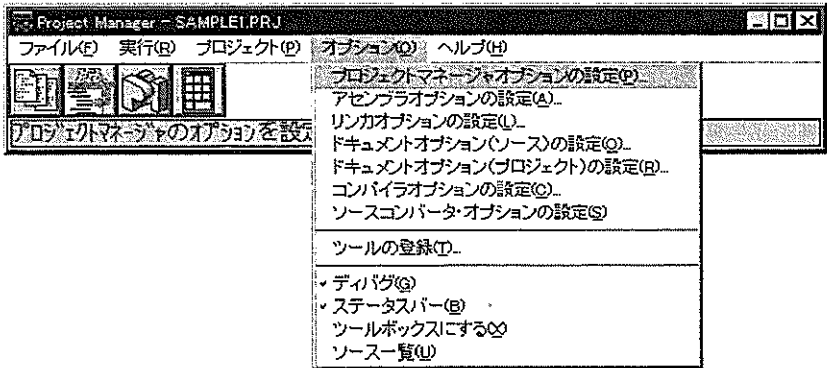 Project Manager - SAMPLE1.PRJ
ファイル(F) 実行(R) プロジェクト(P) オプション(O) ヘルプ(H)
プロジェクトマネージャオプションの設定(P)
アセンブラオプションの設定(A)...
リンカオプションの設定(L)...
ドキュメントオプション(ソース)の設定(O)...
ドキュメントオプション(プロジェクト)の設定(R)...
コンパイラオプションの設定(C)...
ソースコンバータ・オプションの設定(S)
ツールの登録(T)...
ディバグ(G)
ステータスバー(B)
ツールボックスにする(X)
ソース一覧(U)
プロジェクトマネージャのオプションを設定